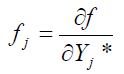 f_j = ∂f / ∂Y_j *